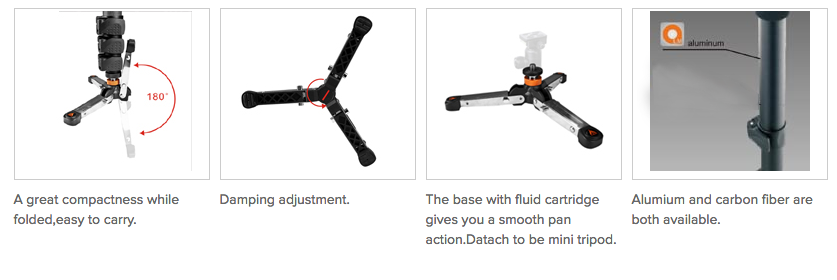 180°
aluminum
A great compactness while
folded,easy to carry.
Damping adjustment.
The base with fluid cartridge
gives you a smooth pan
action.Datach to be mini tripod.
Alumium and carbon fiber are
both available.